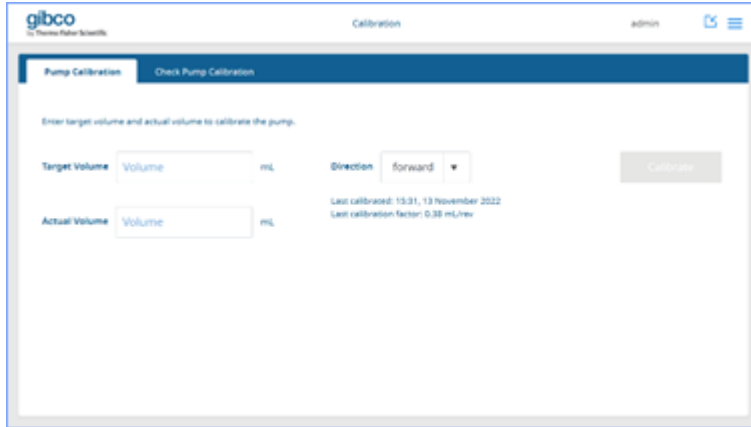 gibco
by Thermo Fisher Scientific
Calibration
admin
Pump Calibration
Check Pump Calibration
Enter target volume and actual volume to calibrate the pump.
Target Volume Volume mL Direction forward Calibrate
Last calibrated: 15:31, 13 November 2022
Last calibration factor: 0.38 mL/rev
Actual Volume Volume mL